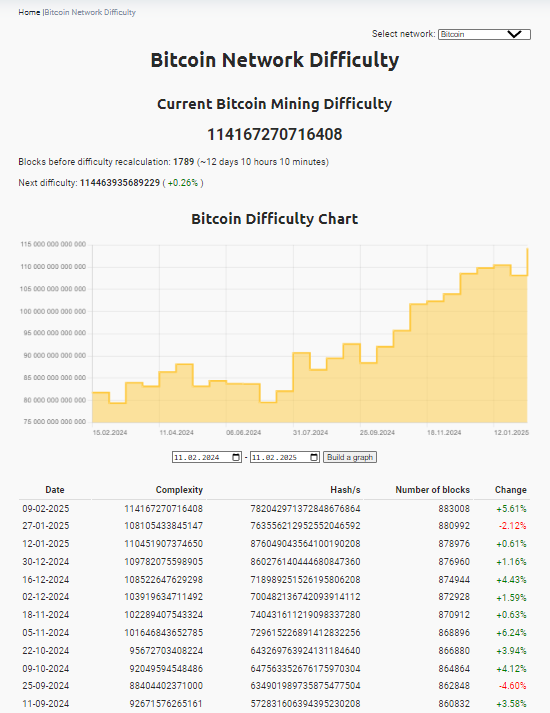 Home |Bitcoin Network Difficulty
Select network: Bitcoin
Bitcoin Network Difficulty
Current Bitcoin Mining Difficulty
114167270716408
Blocks before difficulty recalculation: 1789 (~12 days 10 hours 10 minutes)
Next difficulty: 114463935689229 ( +0.26% )
Bitcoin Difficulty Chart
115 000 000 000 000
110 000 000 000 000
105 000 000 000 000
100 000 000 000 000
95 000 000 000 000
90 000 000 000 000
85 000 000 000 000
80 000 000 000 000
75 000 000 000 000
15.02.2024 11.04.2024 06.06.2024 31.07.2024 25.09.2024 18.11.2024 12.01.2025
11.02.2024 - 11.02.2025 Build a graph
Date Complexity Hash/s Number of blocks Change
09-02-2025 114167270716408 782042971372848676864 883008 +5.61%
27-01-2025 108105433845147 763556212952552046592 880992 -2.12%
12-01-2025 110451907374650 876049043564100190208 878976 +0.61%
30-12-2024 109782075598905 860276140444680847360 876960 +1.16%
16-12-2024 108522647629298 718989251526195806208 874944 +4.43%
02-12-2024 103919634711492 700482136742093914112 872928 +1.59%
18-11-2024 102289407543324 740431611219098337280 870912 +0.63%
05-11-2024 101646843652785 729615226891412832256 868896 +6.24%
22-10-2024 95672703408224 643269763924131184640 866880 +3.94%
09-10-2024 92049594548486 647563352676175970304 864864 +4.12%
25-09-2024 88404402371000 634901989735875477504 862848 -4.60%
11-09-2024 92671576265161 572831606394395230208 860832 +3.58%